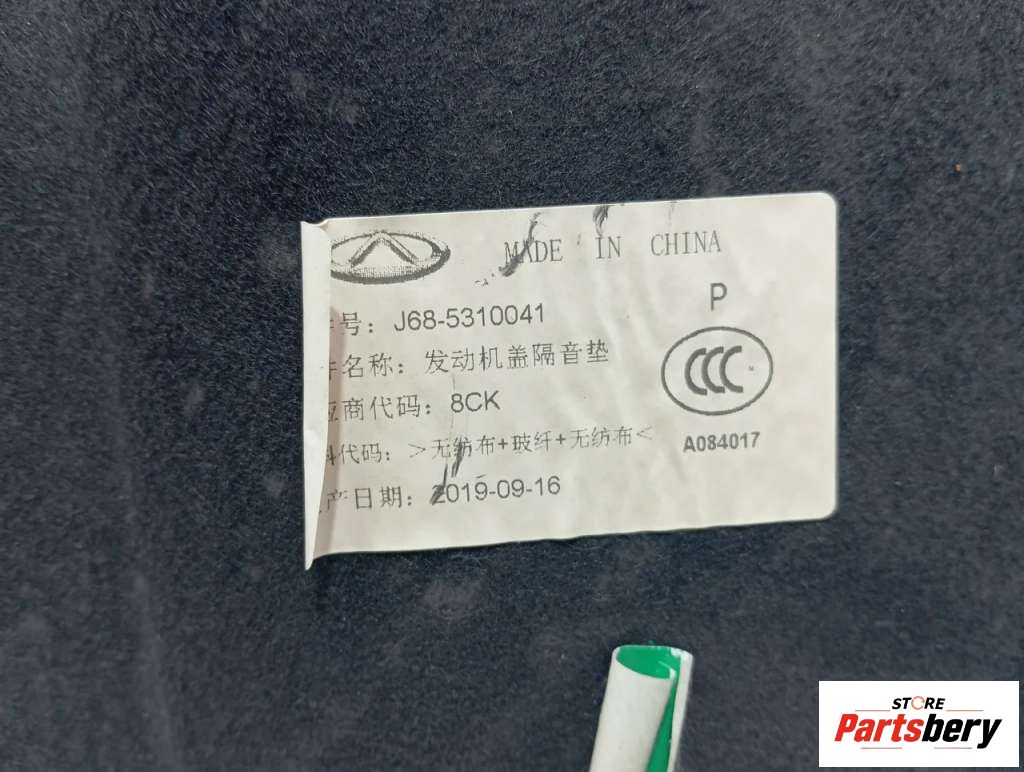 MADE IN CHINA
号: J68-5310041
名称: 发动机盖隔音垫
商代码: 8CK
代码: >无纺布+玻纤+无纺布<
产日期: 2019-09-16
P
CCC
A084017
STORE
Partsbery